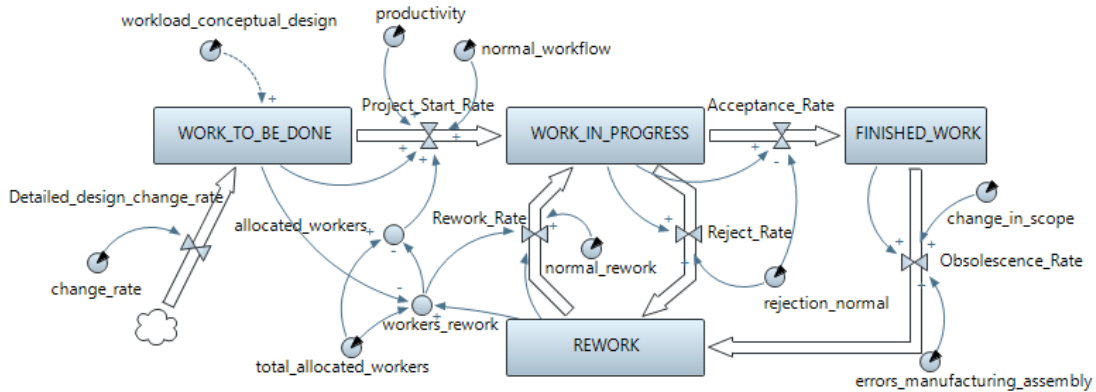 workload_conceptual_design
productivity
normal_workflow
Project_Start_Rate
Acceptance_Rate
WORK_TO_BE_DONE
WORK_IN_PROGRESS
FINISHED_WORK
Detailed_design_change_rate
allocated_workers
Rework_Rate
Reject_Rate
change_in_scope
normal_rework
Obsolescence_Rate
change_rate
rejection_normal
workers_rework
total_allocated_workers
REWORK
errors_manufacturing_assembly